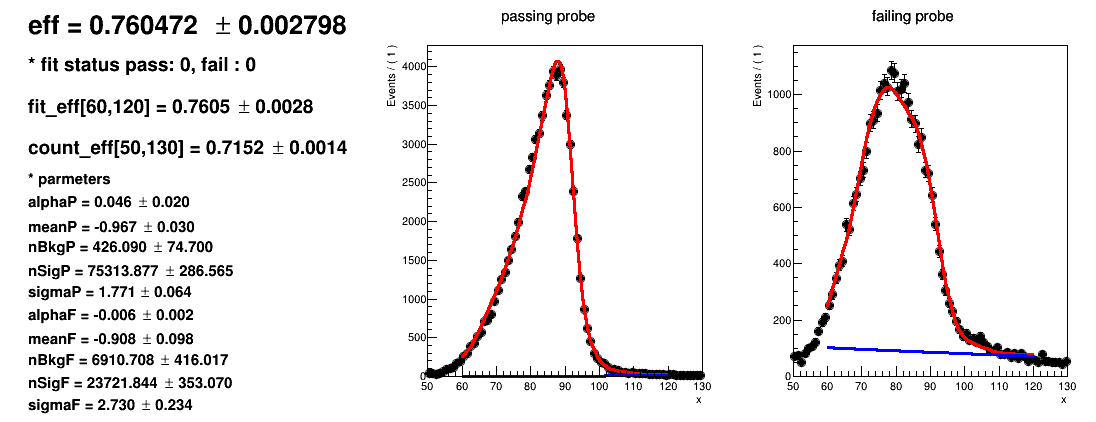 eff = 0.760472 ± 0.002798
* fit status pass: 0, fail : 0
fit_eff[60,120] = 0.7605 ± 0.0028
count_eff[50,130] = 0.7152 ± 0.0014
* parmeters
alphaP = 0.046 ± 0.020
meanP = -0.967 ± 0.030
nBkgP = 426.090 ± 74.700
nSigP = 75313.877 ± 286.565
sigmaP = 1.771 ± 0.064
alphaF = -0.006 ± 0.002
meanF = -0.908 ± 0.098
nBkgF = 6910.708 ± 416.017
nSigF = 23721.844 ± 353.070
sigmaF = 2.730 ± 0.234
passing probe
Events / ( 1 )
4000
3500
3000
2500
2000
1500
1000
500
0
50 60 70 80 90 100 110 120 130
x
failing probe
Events / ( 1 )
1000
800
600
400
200
0
50 60 70 80 90 100 110 120 130
x